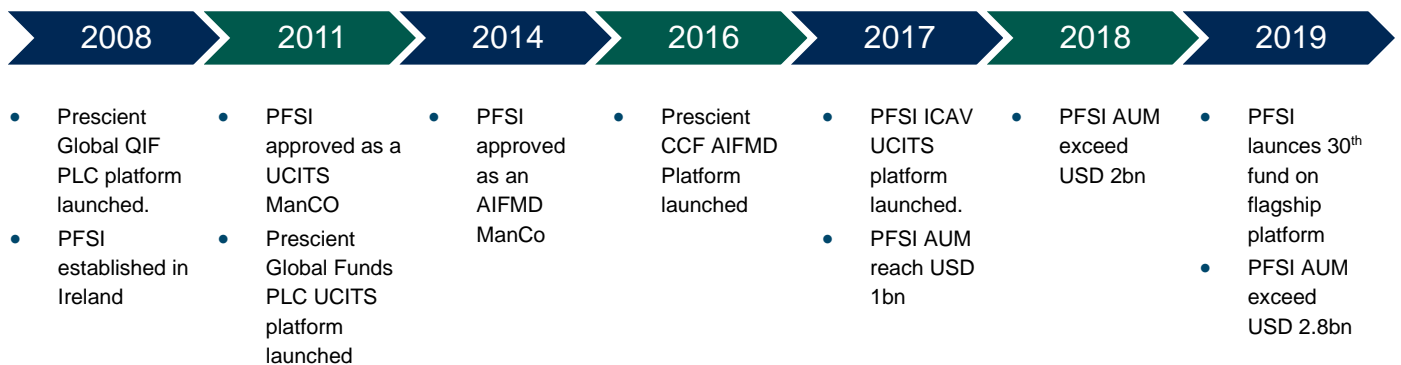 2008
2011
2014
2016
2017
2018
2019
• Prescient
Global QIF
PLC platform
launched.
• PFSI
established in
Ireland
• PFSI
approved as a
UCITS
ManCO
• Prescient
Global Funds
PLC UCITS
platform
launched
• PFSI
approved
as an
AIFMD
ManCo
• Prescient
CCF AIFMD
Platform
launched
• PFSI ICAV
UCITS
platform
launched.
• PFSI AUM
reach USD
1bn
• PFSI AUM
exceed
USD 2bn
• PFSI
launces 30th
fund on
flagship
platform
• PFSI AUM
exceed
USD 2.8bn